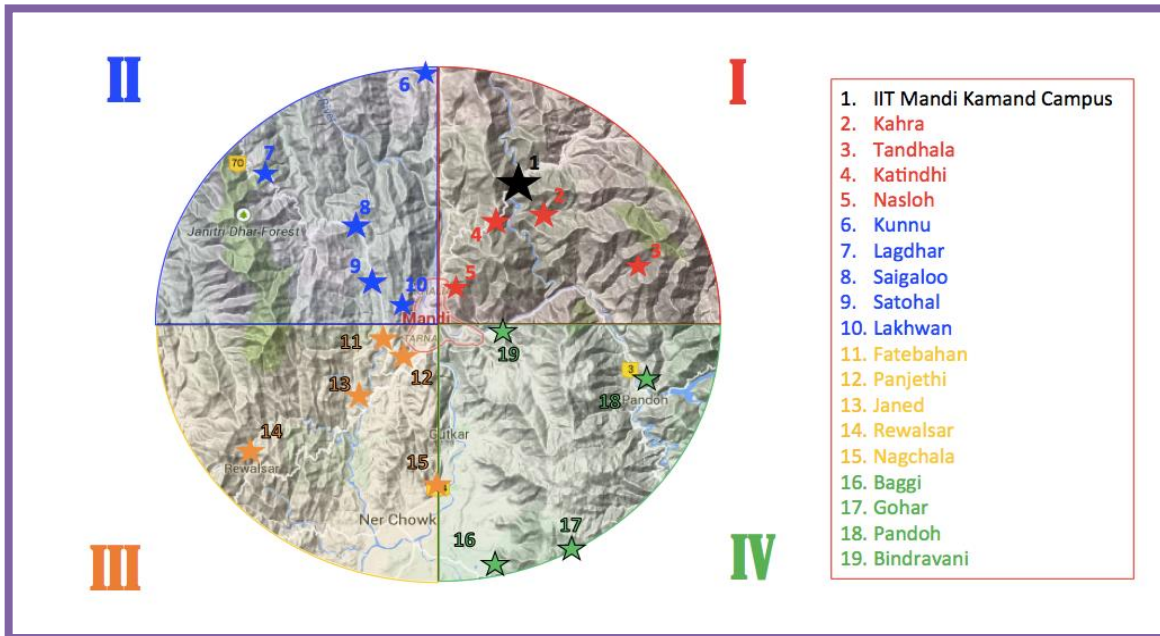 II
I
6
River
1
70
7
2
Janitri Dhar Forest
8
4
3
9
5
10
Mandi
TARNA
11
19
12
3
13
18
Pandoh
Gutkar
14
Rewalsar
15
Ner Chowk
16
17
III
IV
1. IIT Mandi Kamand Campus
2. Kahra
3. Tandhala
4. Katindhi
5. Nasloh
6. Kunnu
7. Lagdhar
8. Saigaloo
9. Satohal
10. Lakhwan
11. Fatebahan
12. Panjethi
13. Janed
14. Rewalsar
15. Nagchala
16. Baggi
17. Gohar
18. Pandoh
19. Bindravani